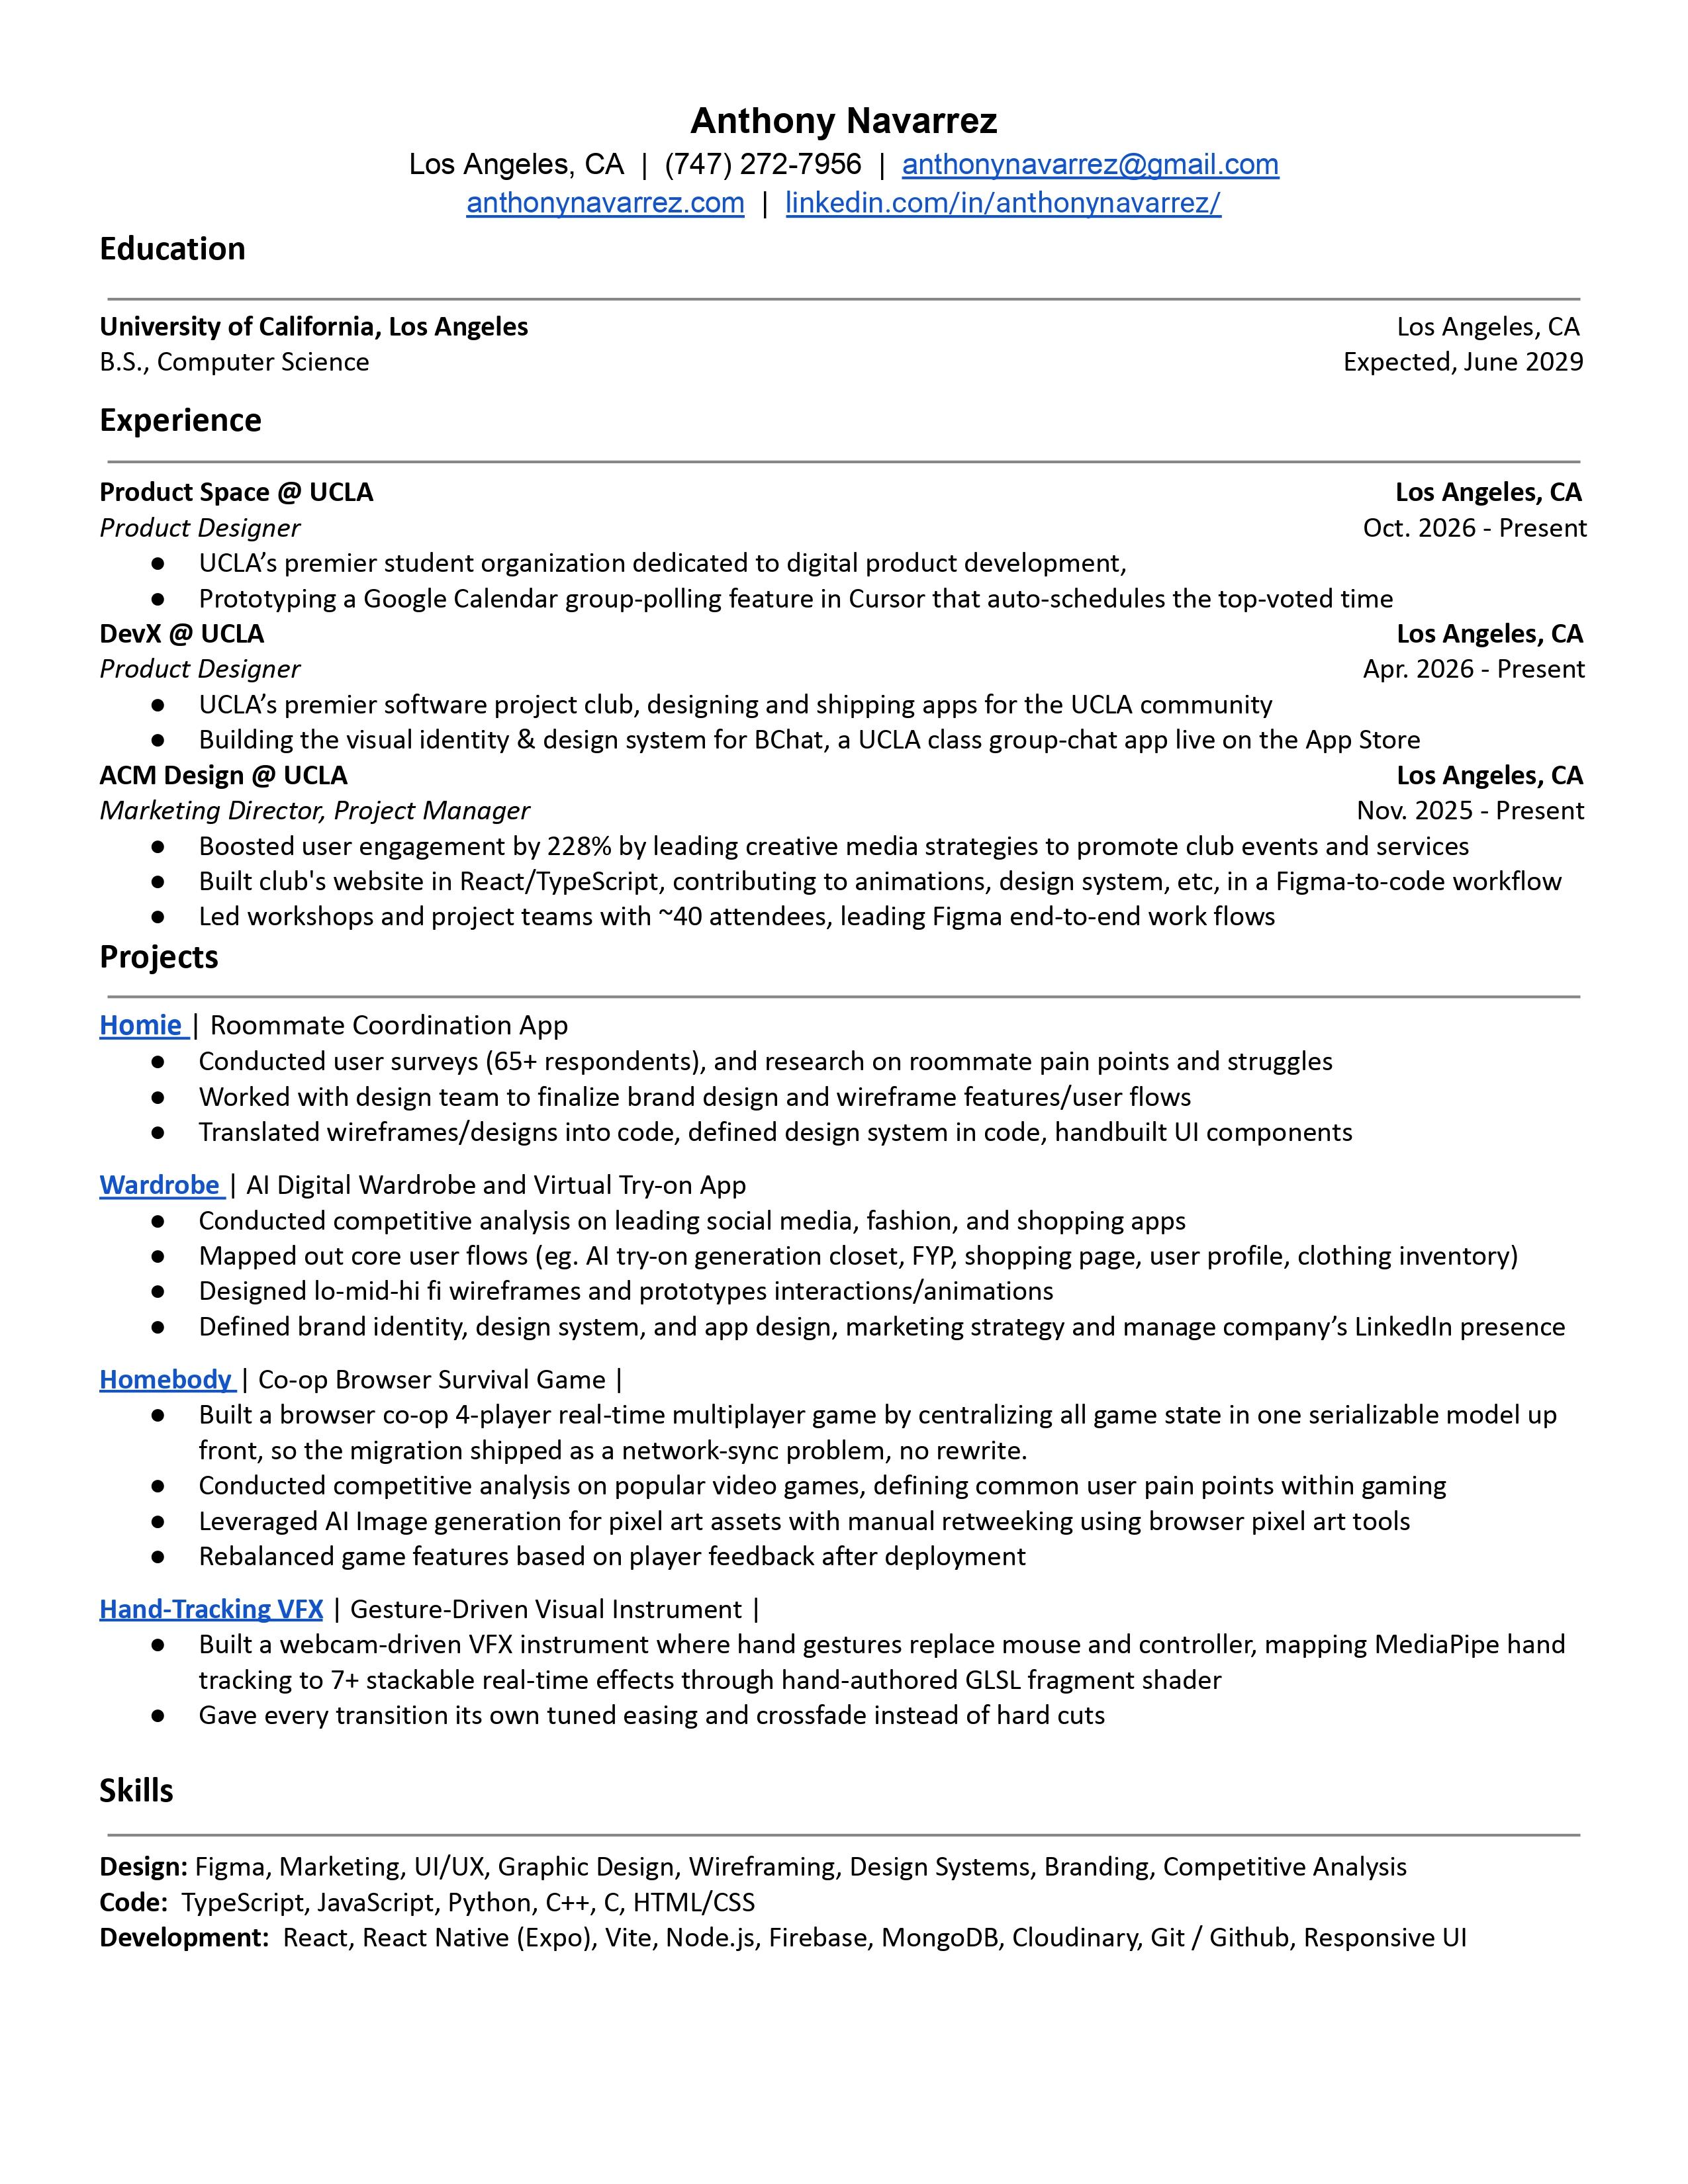 Anthony Navarrez
Los Angeles, CA | (747) 272-7956 | anthonynavarrez@gmail.com
anthonynavarrez.com | linkedin.com/in/anthonynavarrez/
Education
University of California, Los Angeles Los Angeles, CA
B.S., Computer Science Expected, June 2029
Experience
Product Space @ UCLA Los Angeles, CA
Product Designer Oct. 2026 - Present
● UCLA’s premier student organization dedicated to digital product development,
● Prototyping a Google Calendar group-polling feature in Cursor that auto-schedules the top-voted time
DevX @ UCLA Los Angeles, CA
Product Designer Apr. 2026 - Present
● UCLA’s premier software project club, designing and shipping apps for the UCLA community
● Building the visual identity & design system for BChat, a UCLA class group-chat app live on the App Store
ACM Design @ UCLA Los Angeles, CA
Marketing Director, Project Manager Nov. 2025 - Present
● Boosted user engagement by 228% by leading creative media strategies to promote club events and services
● Built club's website in React/TypeScript, contributing to animations, design system, etc, in a Figma-to-code workflow
● Led workshops and project teams with ~40 attendees, leading Figma end-to-end work flows
Projects
Homie | Roommate Coordination App
● Conducted user surveys (65+ respondents), and research on roommate pain points and struggles
● Worked with design team to finalize brand design and wireframe features/user flows
● Translated wireframes/designs into code, defined design system in code, handbuilt UI components
Wardrobe | AI Digital Wardrobe and Virtual Try-on App
● Conducted competitive analysis on leading social media, fashion, and shopping apps
● Mapped out core user flows (eg. AI try-on generation closet, FYP, shopping page, user profile, clothing inventory)
● Designed lo-mid-hi fi wireframes and prototypes interactions/animations
● Defined brand identity, design system, and app design, marketing strategy and manage company’s LinkedIn presence
Homebody | Co-op Browser Survival Game |
● Built a browser co-op 4-player real-time multiplayer game by centralizing all game state in one serializable model up
front, so the migration shipped as a network-sync problem, no rewrite.
● Conducted competitive analysis on popular video games, defining common user pain points within gaming
● Leveraged AI Image generation for pixel art assets with manual retweeking using browser pixel art tools
● Rebalanced game features based on player feedback after deployment
Hand-Tracking VFX | Gesture-Driven Visual Instrument |
● Built a webcam-driven VFX instrument where hand gestures replace mouse and controller, mapping MediaPipe hand
tracking to 7+ stackable real-time effects through hand-authored GLSL fragment shader
● Gave every transition its own tuned easing and crossfade instead of hard cuts
Skills
Design: Figma, Marketing, UI/UX, Graphic Design, Wireframing, Design Systems, Branding, Competitive Analysis
Code: TypeScript, JavaScript, Python, C++, C, HTML/CSS
Development: React, React Native (Expo), Vite, Node.js, Firebase, MongoDB, Cloudinary, Git / Github, Responsive UI